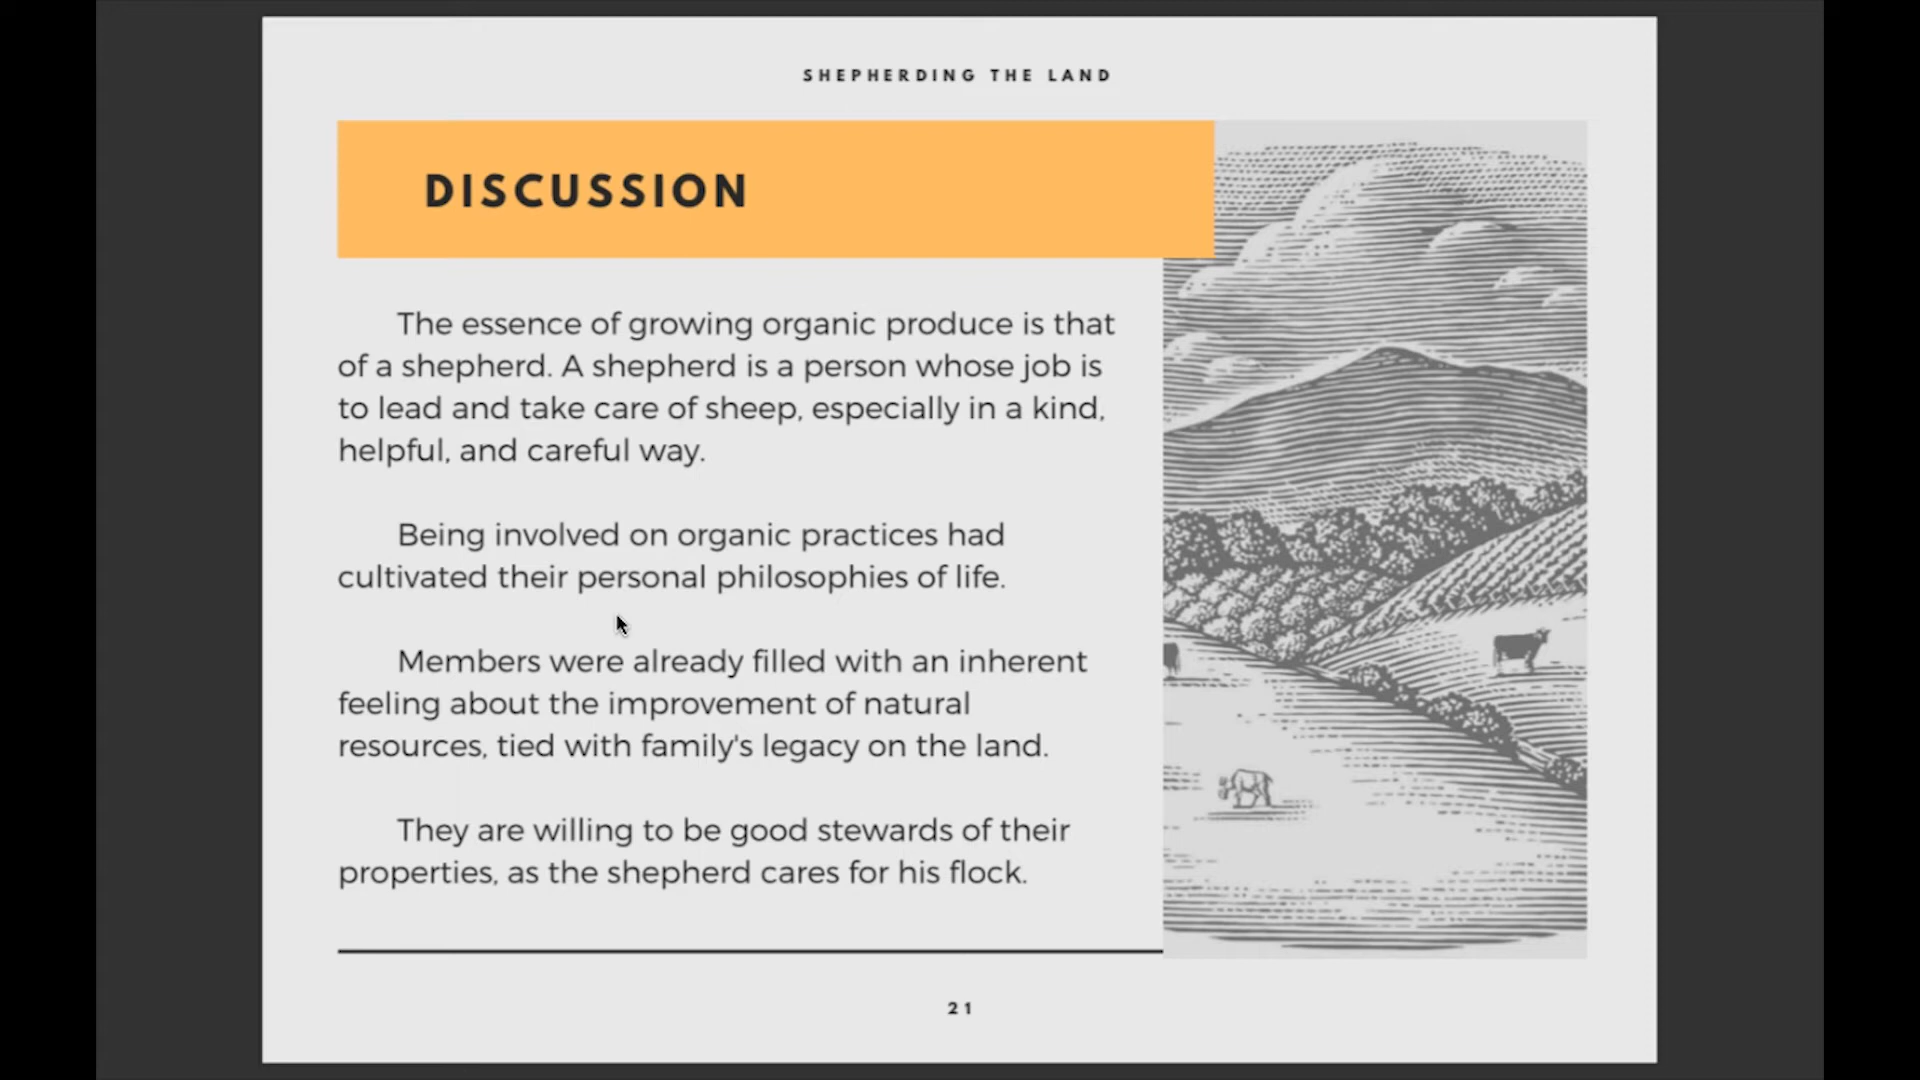 SHEPHERDING THE LAND
DISCUSSION
The essence of growing organic produce is that
of a shepherd. A shepherd is a person whose job is
to lead and take care of sheep, especially in a kind,
helpful, and careful way.
Being involved on organic practices had
cultivated their personal philosophies of life.
Members were already filled with an inherent
feeling about the improvement of natural
resources, tied with family's legacy on the land.
They are willing to be good stewards of their
properties, as the shepherd cares for his flock.
21